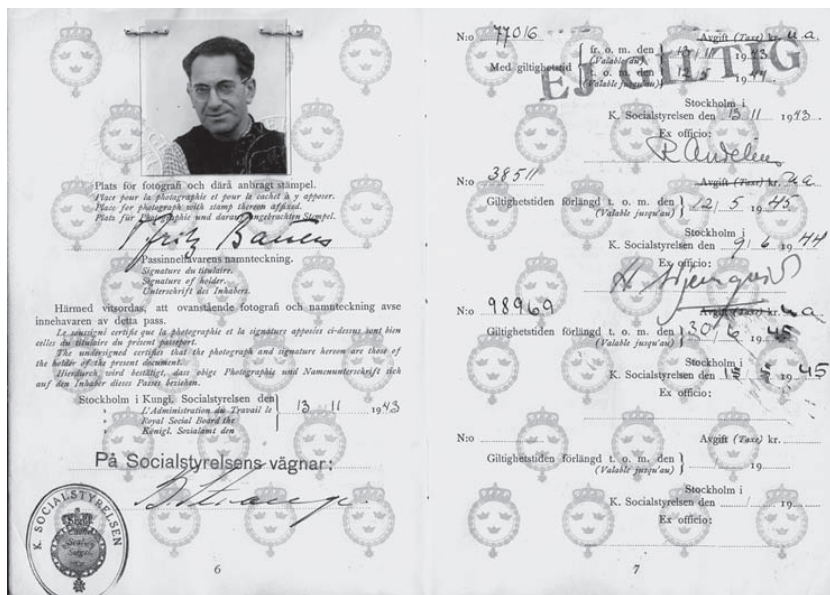 Plats för fotografi och därå anbragt stämpel.
Place pour la photographie et pour le cachet à y apposer.
Place for photograph with stamp thereon affixed.
Platz für Photographie und darauf angebrachten Stempel.
Fritz Bauer
Passinnehavarens namnteckning.
Signature du titulaire.
Signature of holder.
Unterschrift des Inhabers.
Härmed vitsordas, att ovanstående fotografi och namnteckning avse
innehavaren av detta pass.
Le soussigné certifie que la photographie et la signature apposées ci-dessus sont bien
celles du titulaire du présent passeport.
The undersigned certifies that the photograph and signature hereon are those of
the holder of the present document.
Hierdurch wird bestätigt, dass obige Photographie und Namenunterschrift sich
auf den Inhaber dieses Passes beziehen.
Stockholm i Kungl. Socialstyrelsen den 13 11 1943
L'Administration du Travail le
Royal Social Board the
Königl. Sozialamt den
På Socialstyrelsens vägnar:
K. SOCIALSTYRELSEN
6
N:o 77016 Avgift (Taxe) kr. u a.
Med giltighetstid fr. o. m. den 13 / 11 1943
(Valable du)
t. o. m. den 12 / 5 1944
(Valable jusqu'au)
EJ GILTIG
Stockholm i
K. Socialstyrelsen den 13 11 1943
Ex officio:
N:o 38511 Avgift (Taxe) kr. u a
Giltighetstiden förlängd t. o. m. den 12 / 5 1945
(Valable jusqu'au)
Stockholm i
K. Socialstyrelsen den 9 / 6 1944
Ex officio:
N:o 98969 Avgift (Taxe) kr. u a
Giltighetstiden förlängd t. o. m. den 30 / 6 1945
(Valable jusqu'au)
Stockholm i
K. Socialstyrelsen den 15 5 1945
Ex officio:
N:o Avgift (Taxe) kr.
Giltighetstiden förlängd t. o. m. den / 19
(Valable jusqu'au)
Stockholm i
K. Socialstyrelsen den / 19
Ex officio:
7